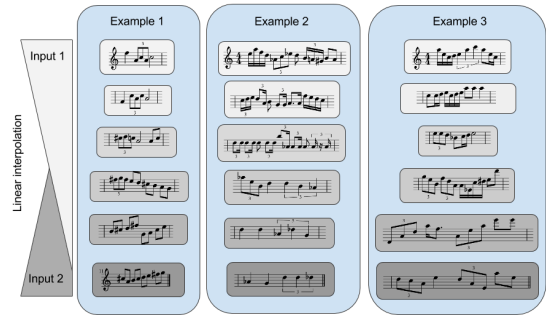 Example 1
Example 2
Example 3
Input 1
Linear interpolation
Input 2